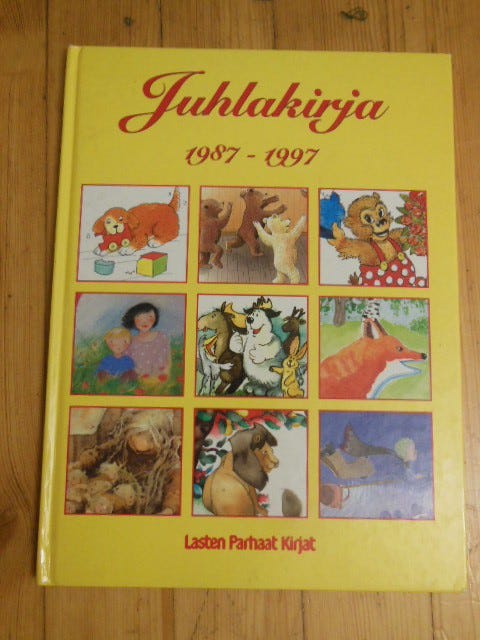 Juhlakirja
1987 - 1997
Lasten Parhaat Kirjat